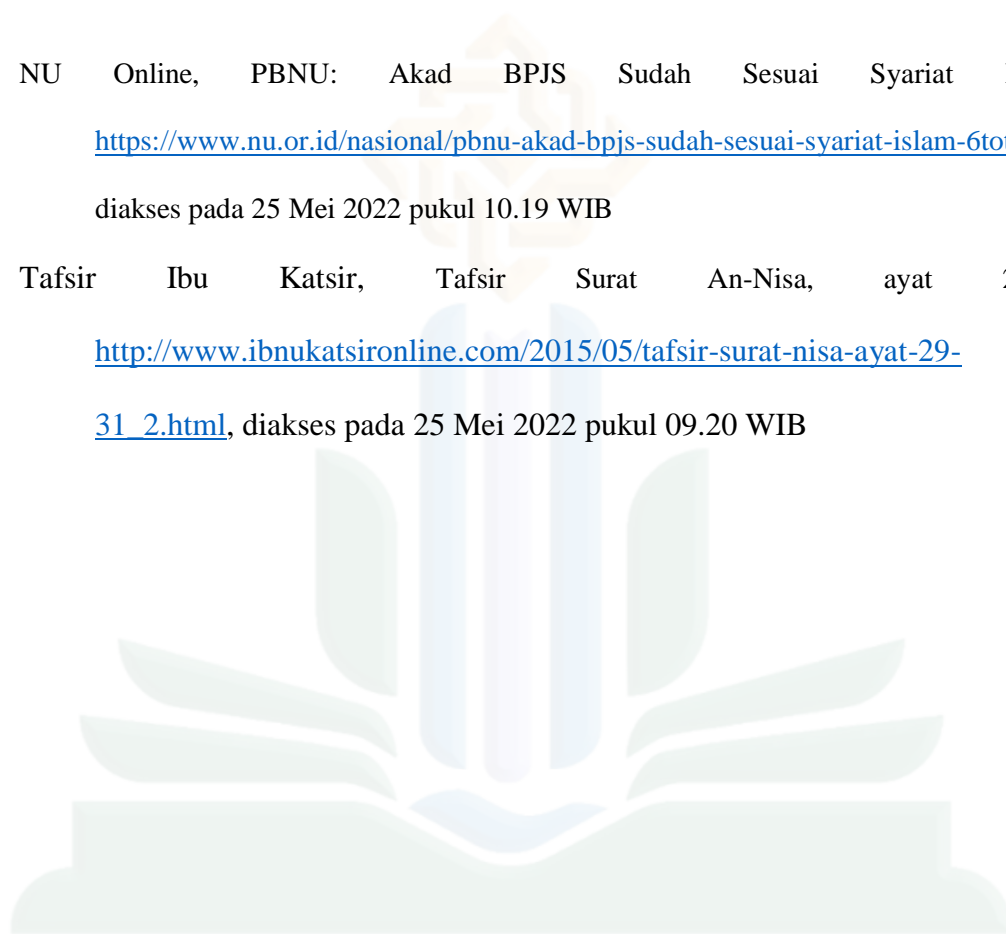 NU Online, PBNU: Akad BPJS Sudah Sesuai Syariat
https://www.nu.or.id/nasional/pbnu-akad-bpjs-sudah-sesuai-syariat-islam-6to
diakses pada 25 Mei 2022 pukul 10.19 WIB
Tafsir Ibu Katsir, Tafsir Surat An-Nisa, ayat
http://www.ibnukatsironline.com/2015/05/tafsir-surat-nisa-ayat-29-
31_2.html, diakses pada 25 Mei 2022 pukul 09.20 WIB